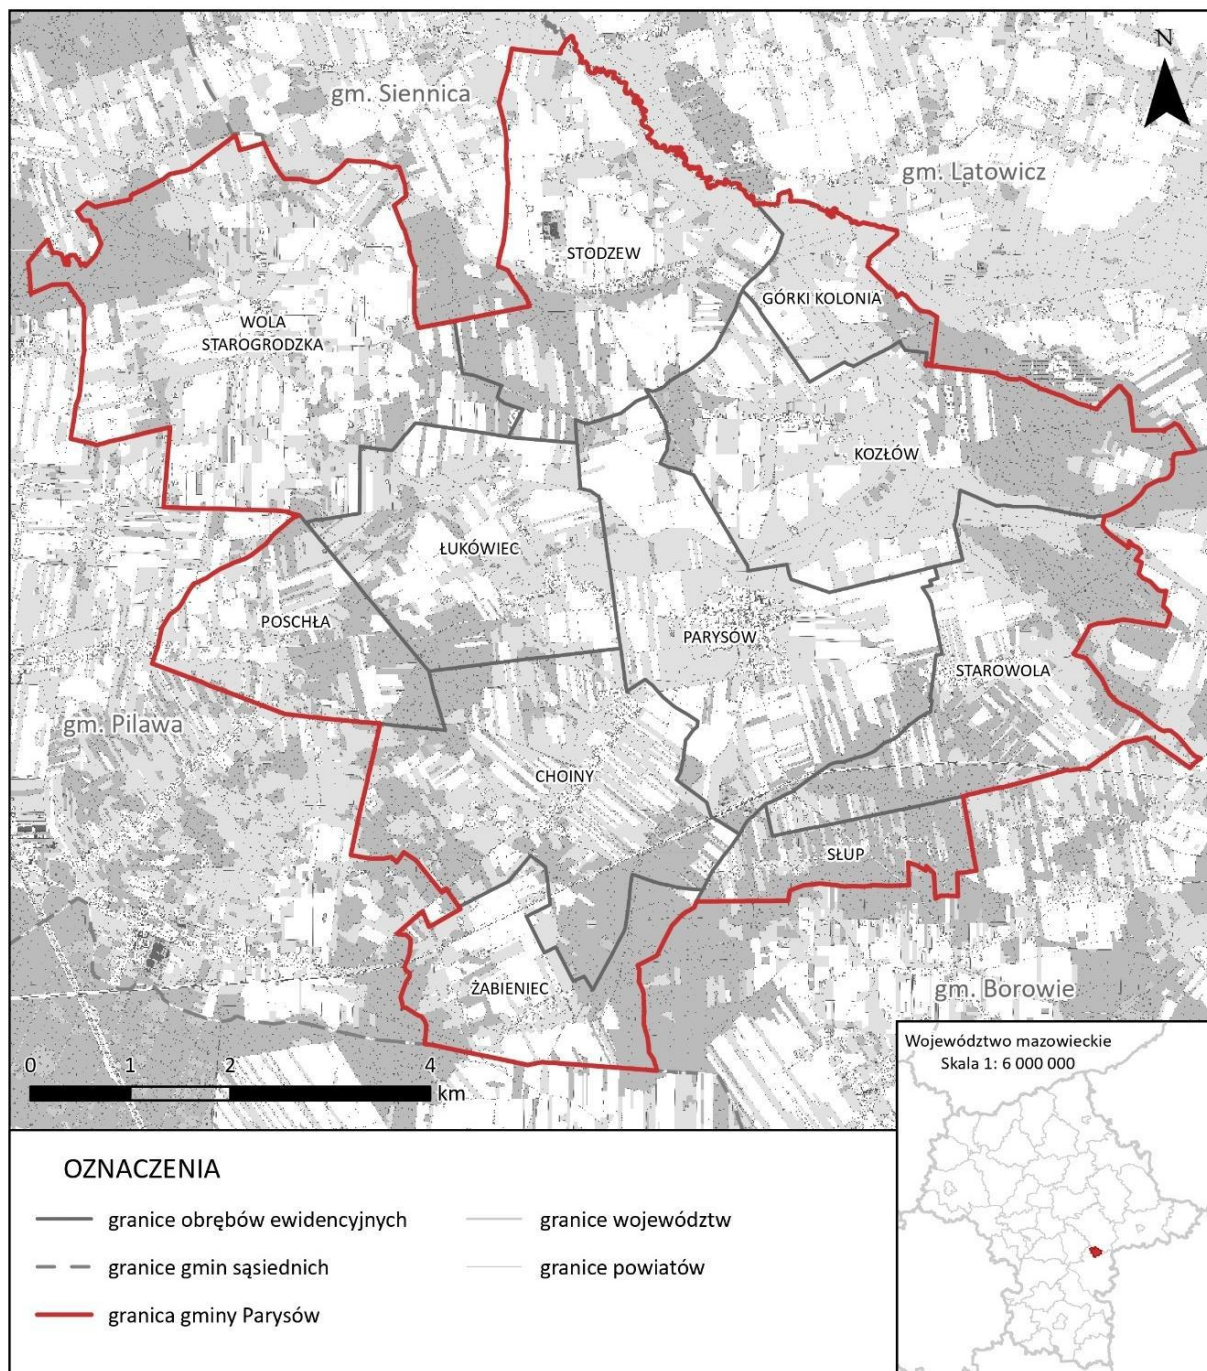 N
gm. Siennica
gm. Latowicz
STODZEW
GÓRKI KOLONIA
WOLA
STAROGRODZKA
KOZŁÓW
ŁUKÓWIEC
POSCHŁA
PARYSÓW
STAROWOLA
gm. Pilawa
CHOINY
SŁUP
ŻABIENIEC
gm. Borowie
0 1 2 4
km
Województwo mazowieckie
Skala 1: 6 000 000
OZNACZENIA
granice obrębów ewidencyjnych
granice województw
granice gmin sąsiednich
granice powiatów
granica gminy Parysów